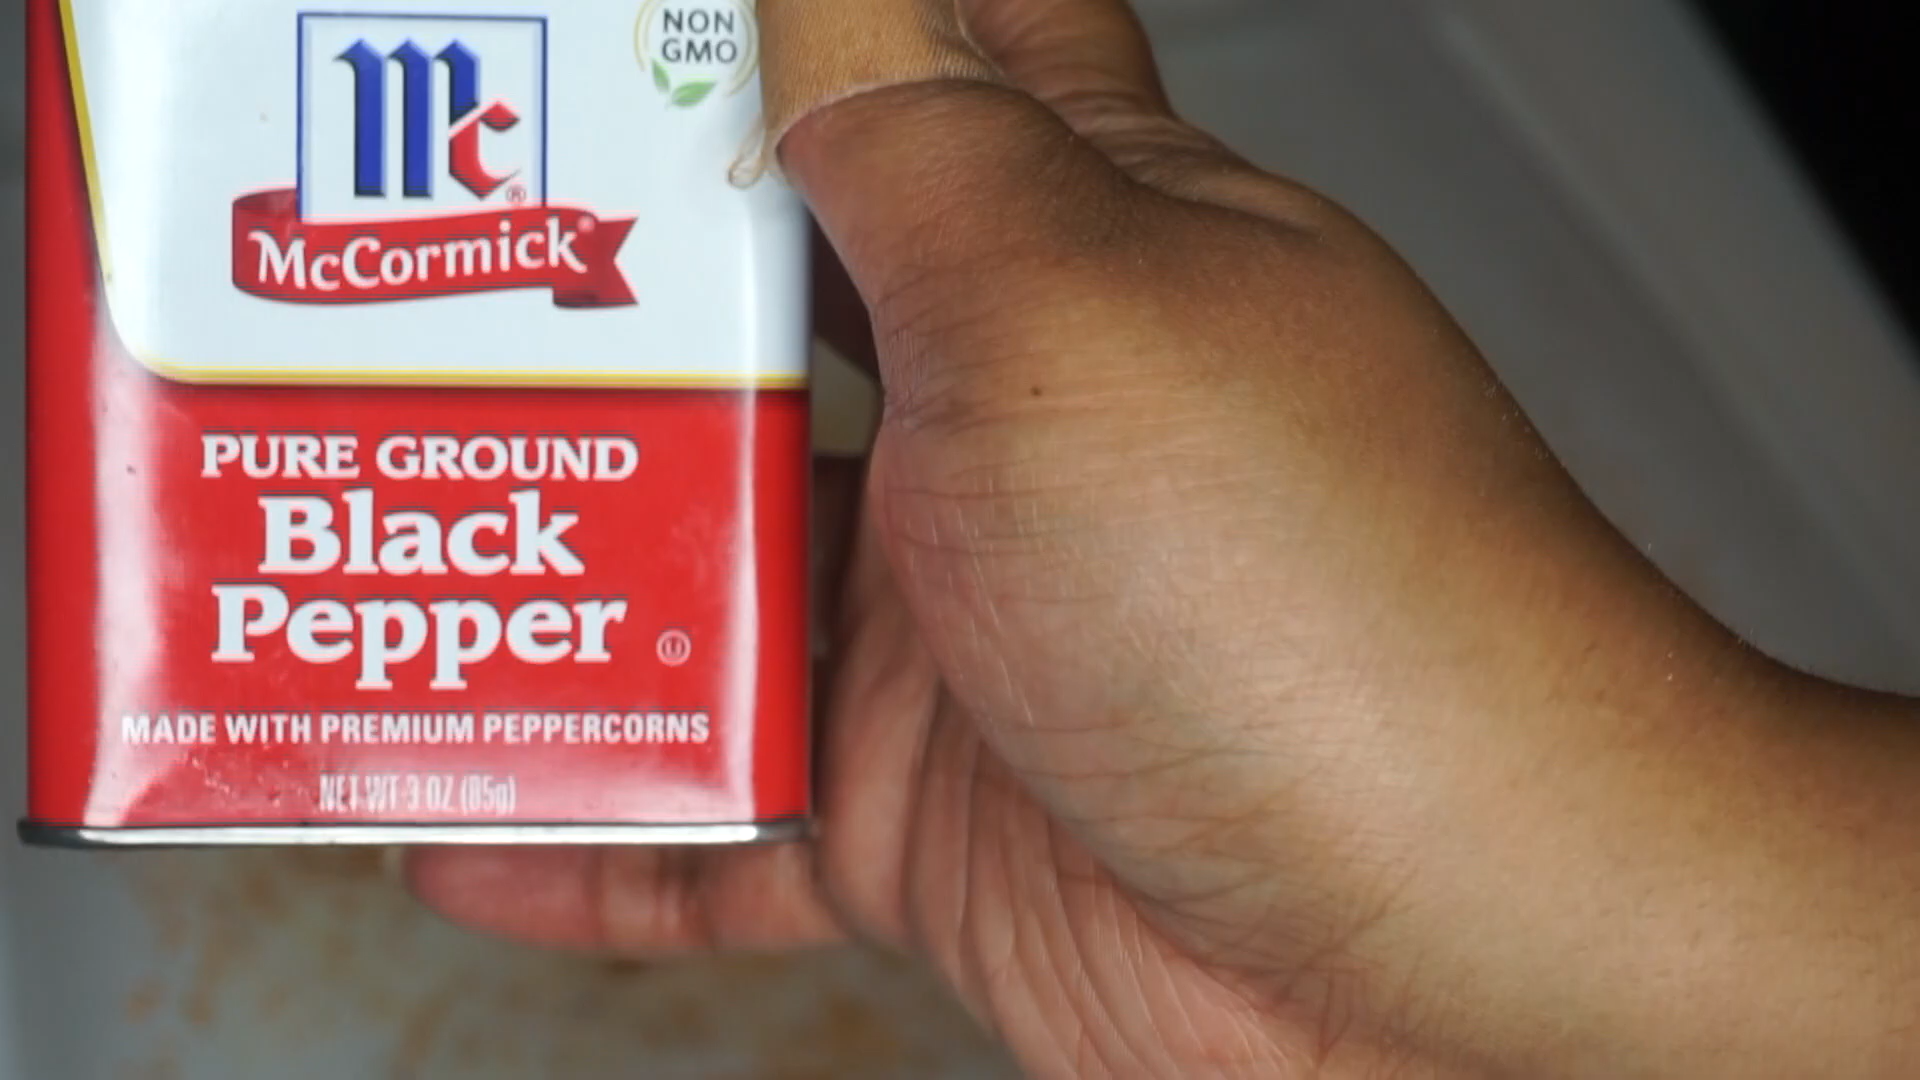 NON
GMO
Mc®
McCormick®
PURE GROUND
Black
Pepper
U
MADE WITH PREMIUM PEPPERCORNS
NET WT 3 OZ (85g)